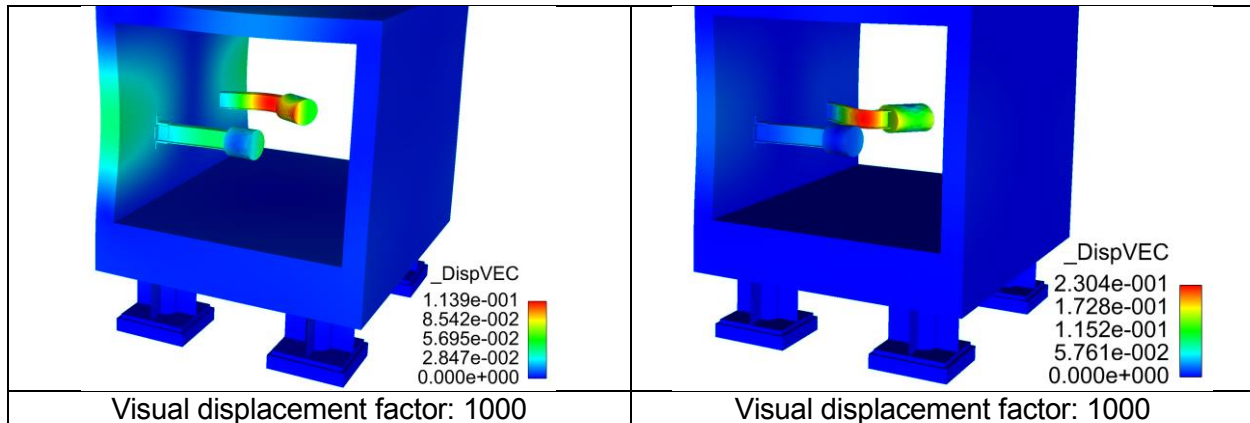 _DispVEC
1.139e-001
8.542e-002
5.695e-002
2.847e-002
0.000e+000
_DispVEC
2.304e-001
1.728e-001
1.152e-001
5.761e-002
0.000e+000
Visual displacement factor: 1000
Visual displacement factor: 1000